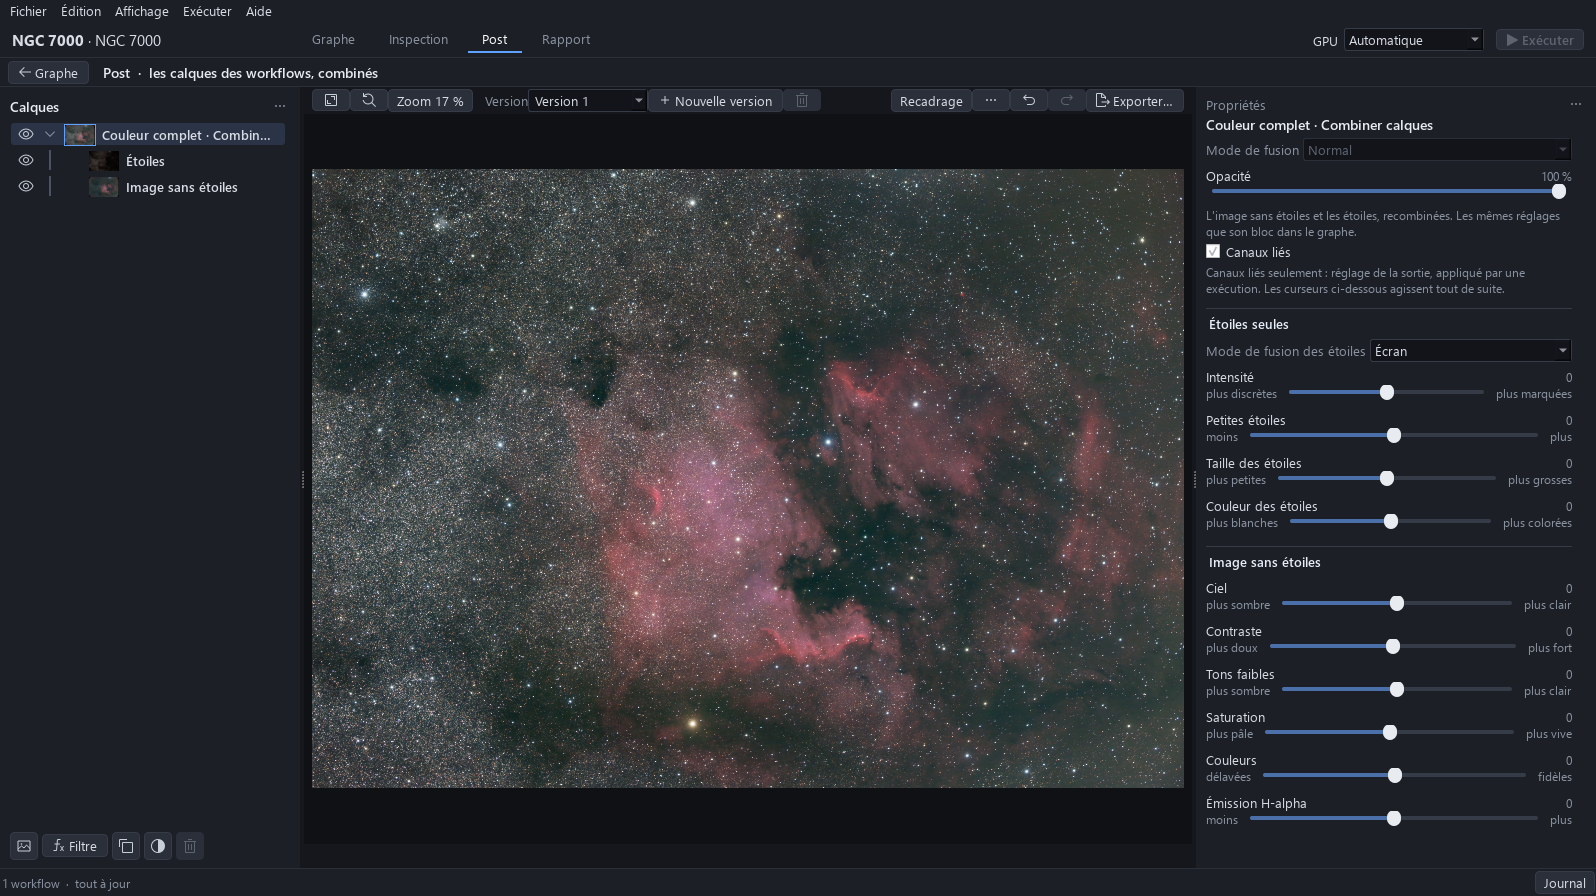 Fichier Édition Affichage Exécuter Aide
NGC 7000 · NGC 7000
Graphe Inspection Post Rapport
GPU Automatique
Exécuter
← Graphe Post · les calques des workflows, combinés
Calques ...
Couleur complet · Combin...
Étoiles
Image sans étoiles
Filtre
Zoom 17 % Version Version 1 + Nouvelle version
Recadrage ... Exporter...
Propriétés ...
Couleur complet · Combiner calques
Mode de fusion Normal
Opacité 100 %
L'image sans étoiles et les étoiles, recombinées. Les mêmes réglages
que son bloc dans le graphe.
Canaux liés
Canaux liés seulement : réglage de la sortie, appliqué par une
exécution. Les curseurs ci-dessous agissent tout de suite.
Étoiles seules
Mode de fusion des étoiles Écran
Intensité 0
plus discrètes plus marquées
Petites étoiles 0
moins plus
Taille des étoiles 0
plus petites plus grosses
Couleur des étoiles 0
plus blanches plus colorées
Image sans étoiles
Ciel 0
plus sombre plus clair
Contraste 0
plus doux plus fort
Tons faibles 0
plus sombre plus clair
Saturation 0
plus pâle plus vive
Couleurs 0
délavées fidèles
Émission H-alpha 0
moins plus
1 workflow · tout à jour
Journal